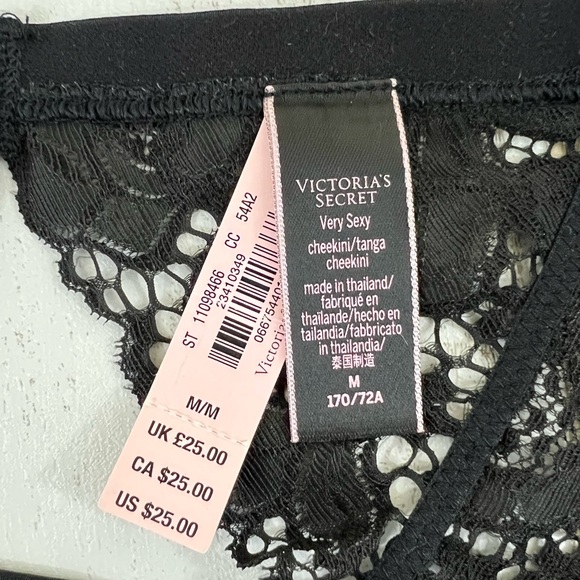 VICTORIA'S
SECRET
Very Sexy
cheekini/tanga
cheekini
made in thailand/
fabriqué en
thaïlande/hecho en
tailandia/fabbricato
in thailandia/
泰国制造
M
170/72A
ST 11098466 CC 54A2
23410349
Victoria
M/M
UK £25.00
CA $25.00
US $25.00